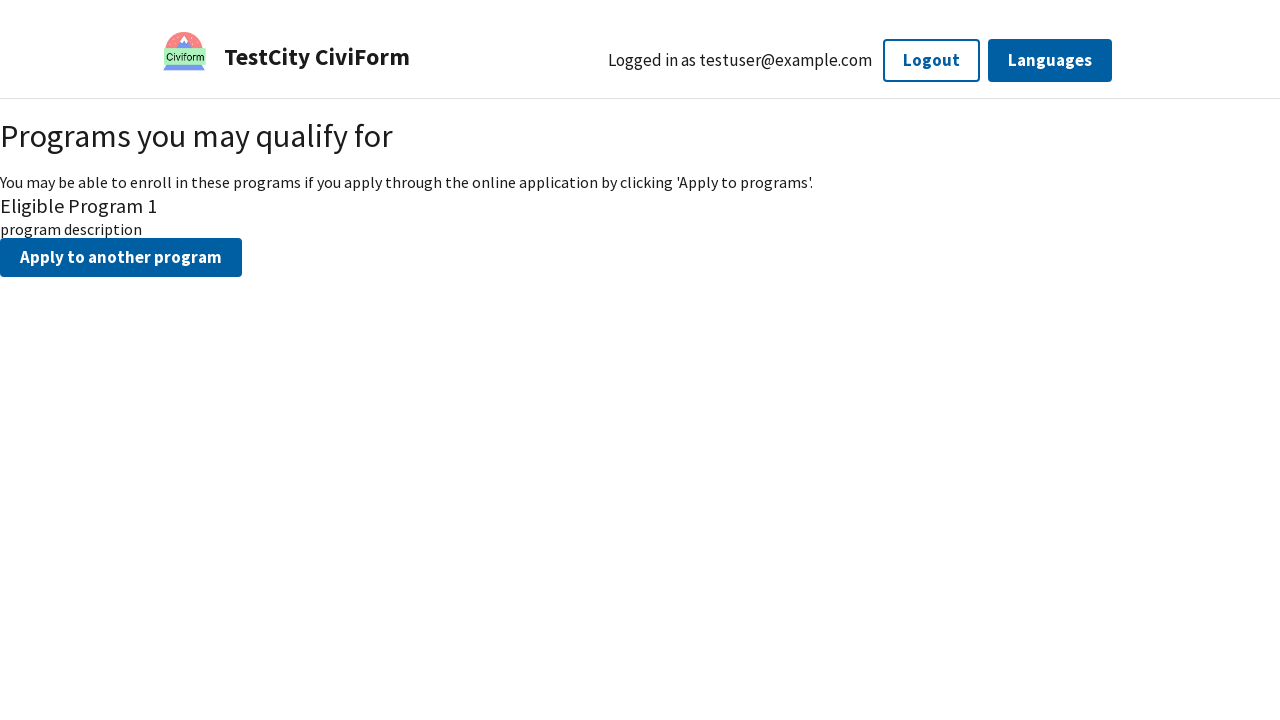 Civiform
TestCity CiviForm
Logged in as testuser@example.com
Logout
Languages
Programs you may qualify for
You may be able to enroll in these programs if you apply through the online application by clicking 'Apply to programs'.
Eligible Program 1
program description
Apply to another program